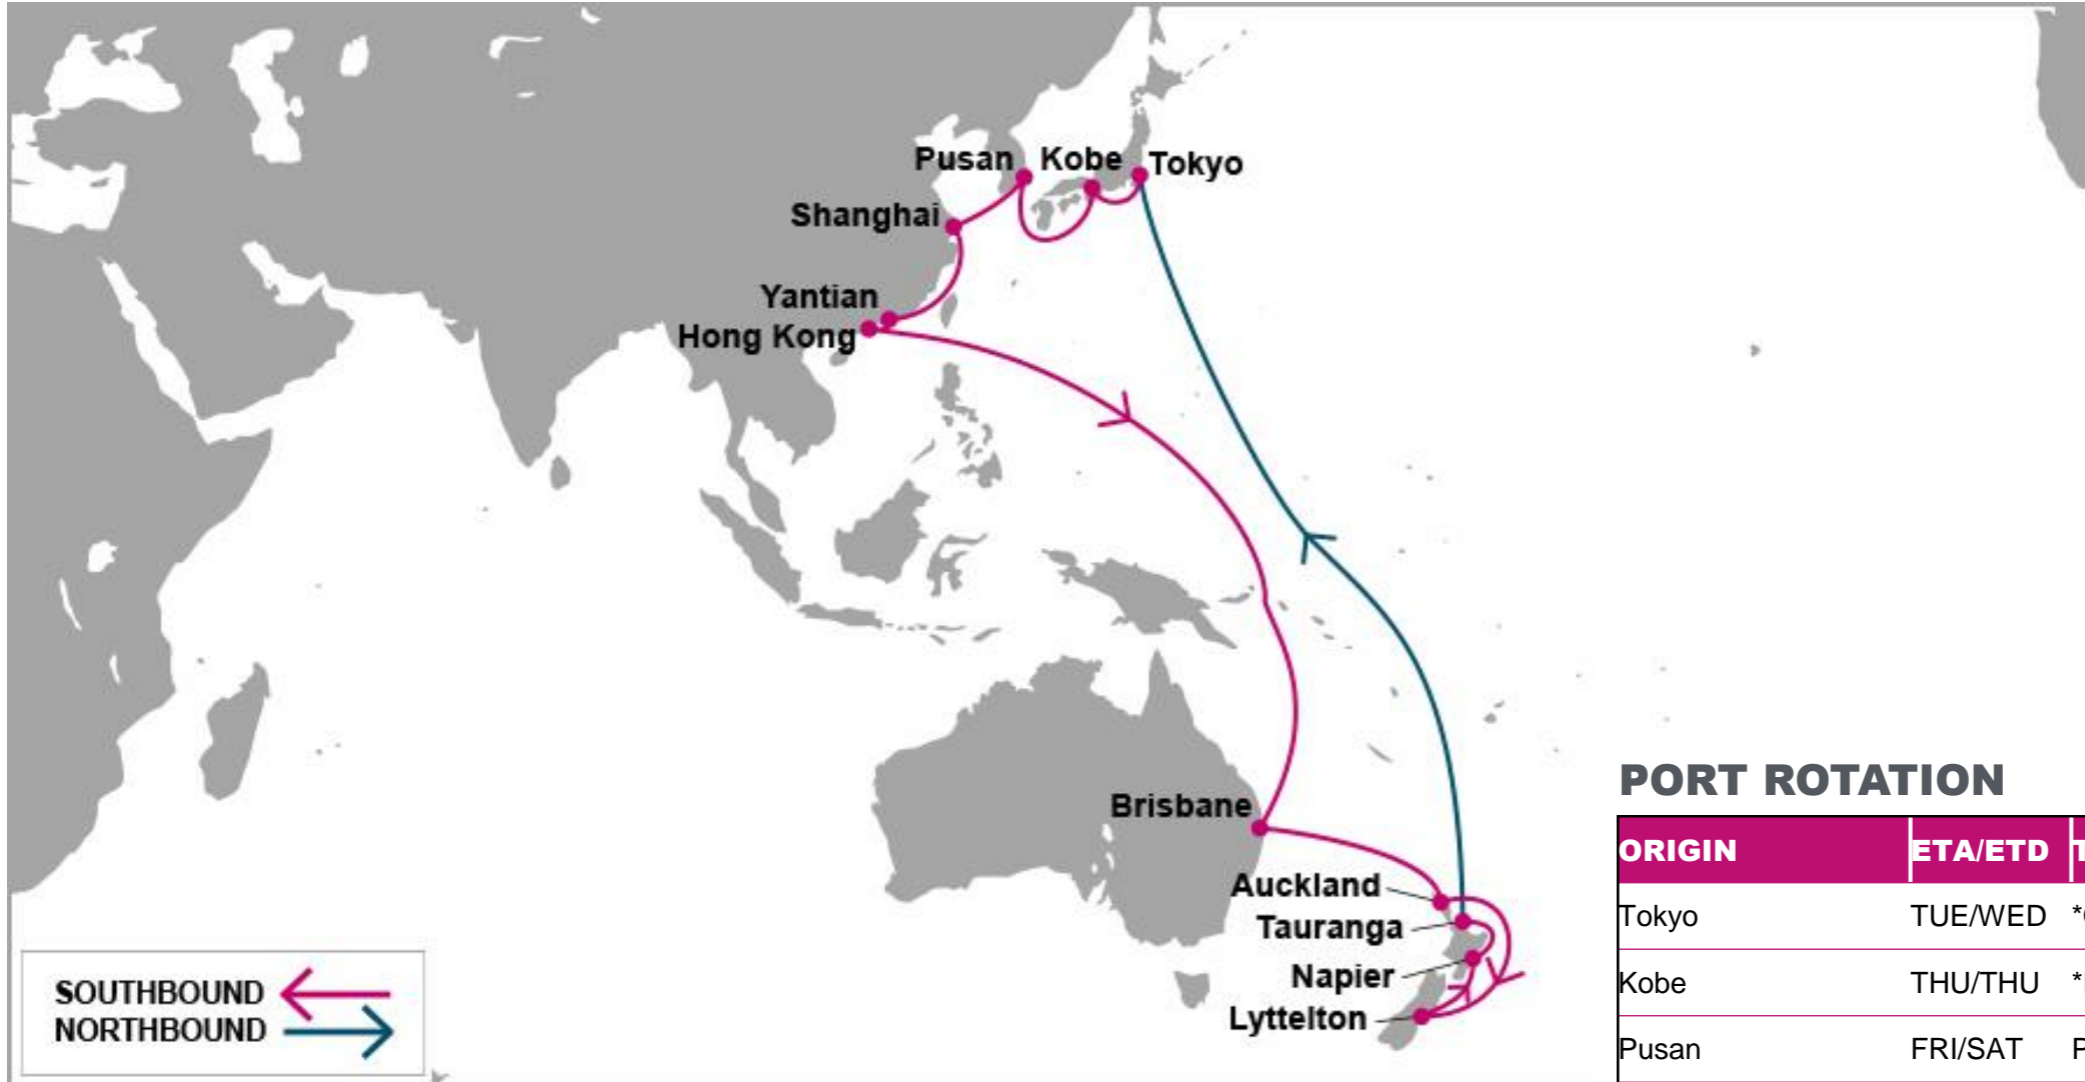 Pusan
Kobe
Tokyo
Shanghai
Yantian
Hong Kong
Brisbane
Auckland
Tauranga
Napier
Lyttelton
SOUTHBOUND
NORTHBOUND
PORT ROTATION
ORIGIN ETA/ETD
Tokyo TUE/WED
Kobe THU/THU
Pusan FRI/SAT